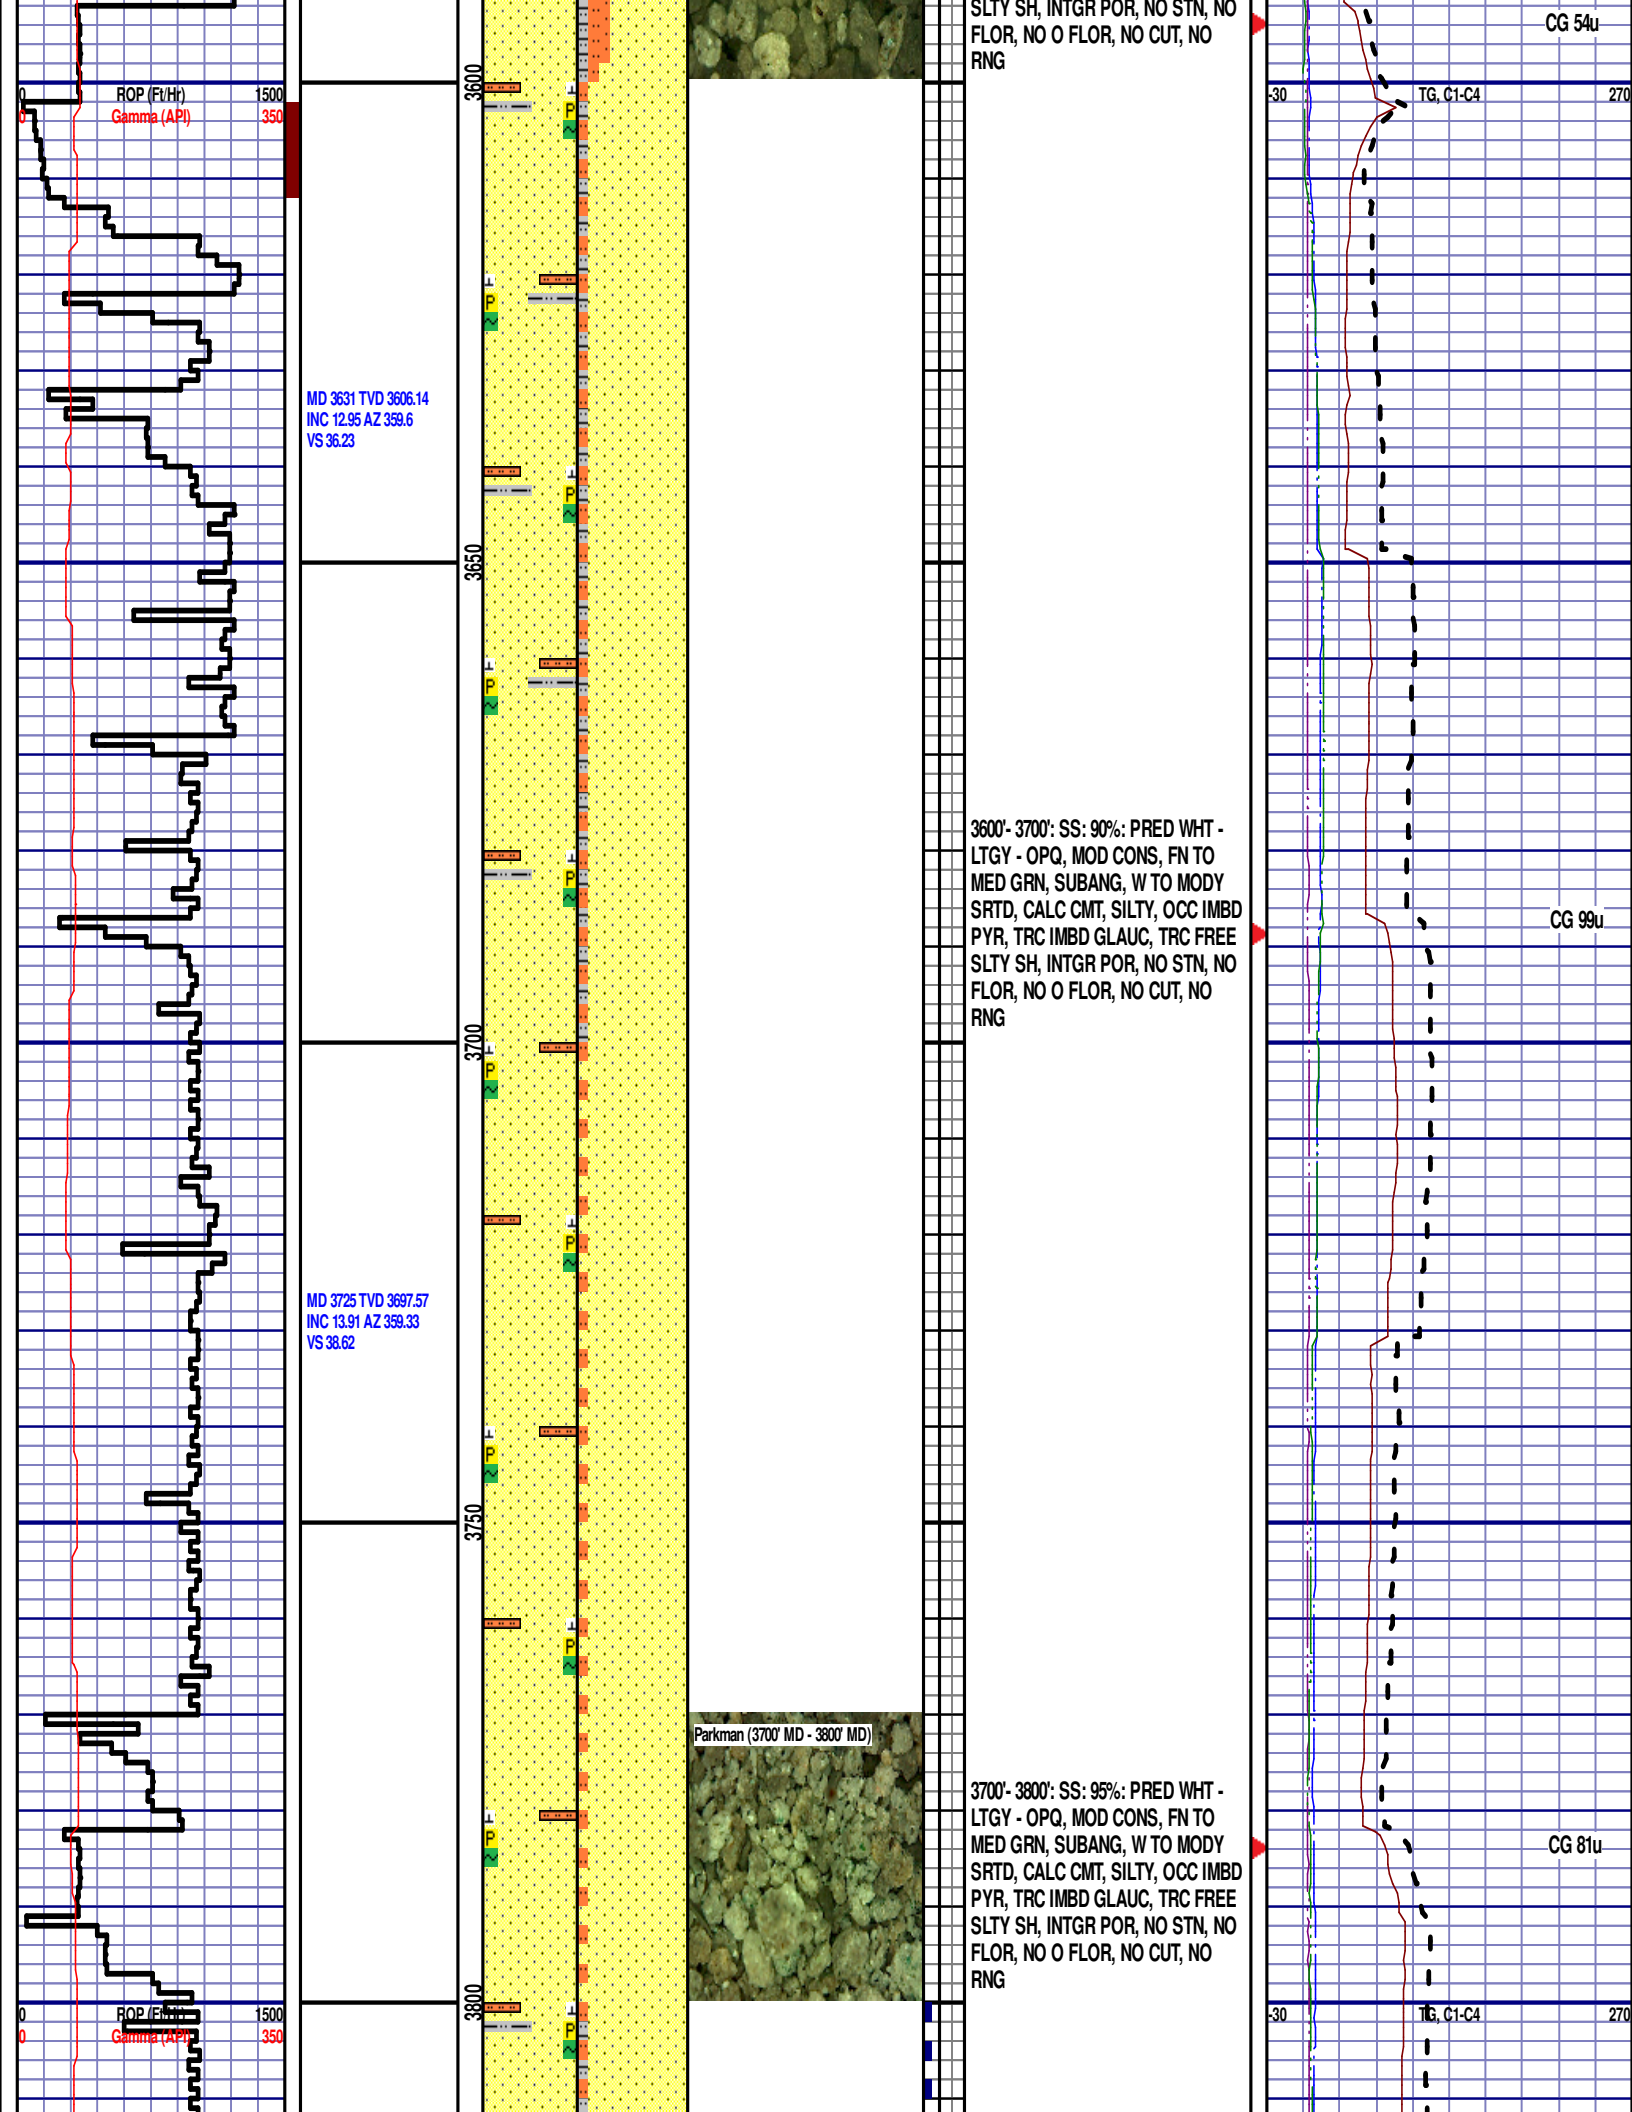 SLTY SH, INTGR POR, NO STN, NO
FLOR, NO O FLOR, NO CUT, NO
RNG
CG 54u
3600
0 ROP (Ft/Hr) 1500
0 Gamma (API) 350
-30 TG, C1-C4 270
P
P
MD 3631 TVD 3606.14
INC 12.95 AZ 359.6
VS 36.23
P
3650
P
3600'- 3700': SS: 90%: PRED WHT -
LTGY - OPQ, MOD CONS, FN TO
MED GRN, SUBANG, W TO MODY
SRTD, CALC CMT, SILTY, OCC IMBD
PYR, TRC IMBD GLAUC, TRC FREE
SLTY SH, INTGR POR, NO STN, NO
FLOR, NO O FLOR, NO CUT, NO
RNG
P
CG 99u
3700
P
P
MD 3725 TVD 3697.57
INC 13.91 AZ 359.33
VS 38.62
P
3750
P
Parkman (3700' MD - 3800' MD)
3700'- 3800': SS: 95%: PRED WHT -
LTGY - OPQ, MOD CONS, FN TO
MED GRN, SUBANG, W TO MODY
SRTD, CALC CMT, SILTY, OCC IMBD
PYR, TRC IMBD GLAUC, TRC FREE
SLTY SH, INTGR POR, NO STN, NO
FLOR, NO O FLOR, NO CUT, NO
RNG
P
CG 81u
3800
0 ROP (Ft/Hr) 1500
0 Gamma (API) 350
-30 TG, C1-C4 270
P